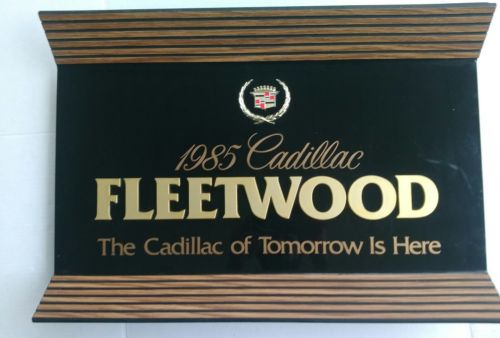 1985 Cadillac
FLEETWOOD
The Cadillac of Tomorrow Is Here